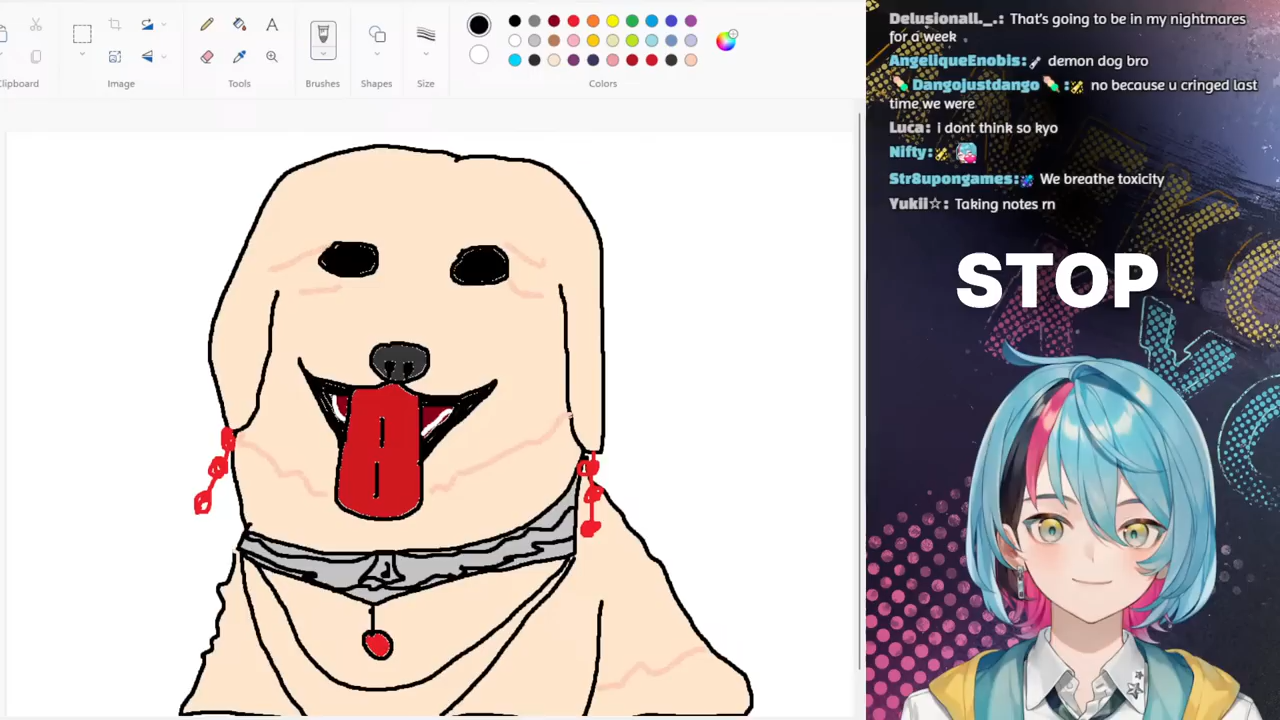 Clipboard
Image
Tools
Brushes
Shapes
Size
Colors
Delusionall._.: That's going to be in my nightmares
for a week
AngeliqueEnobis: demon dog bro
Dangojustdango : no because u cringed last
time we were
Luca: i dont think so kyo
Nifty:
Str8upongames: We breathe toxicity
Yukii☆: Taking notes rn
STOP